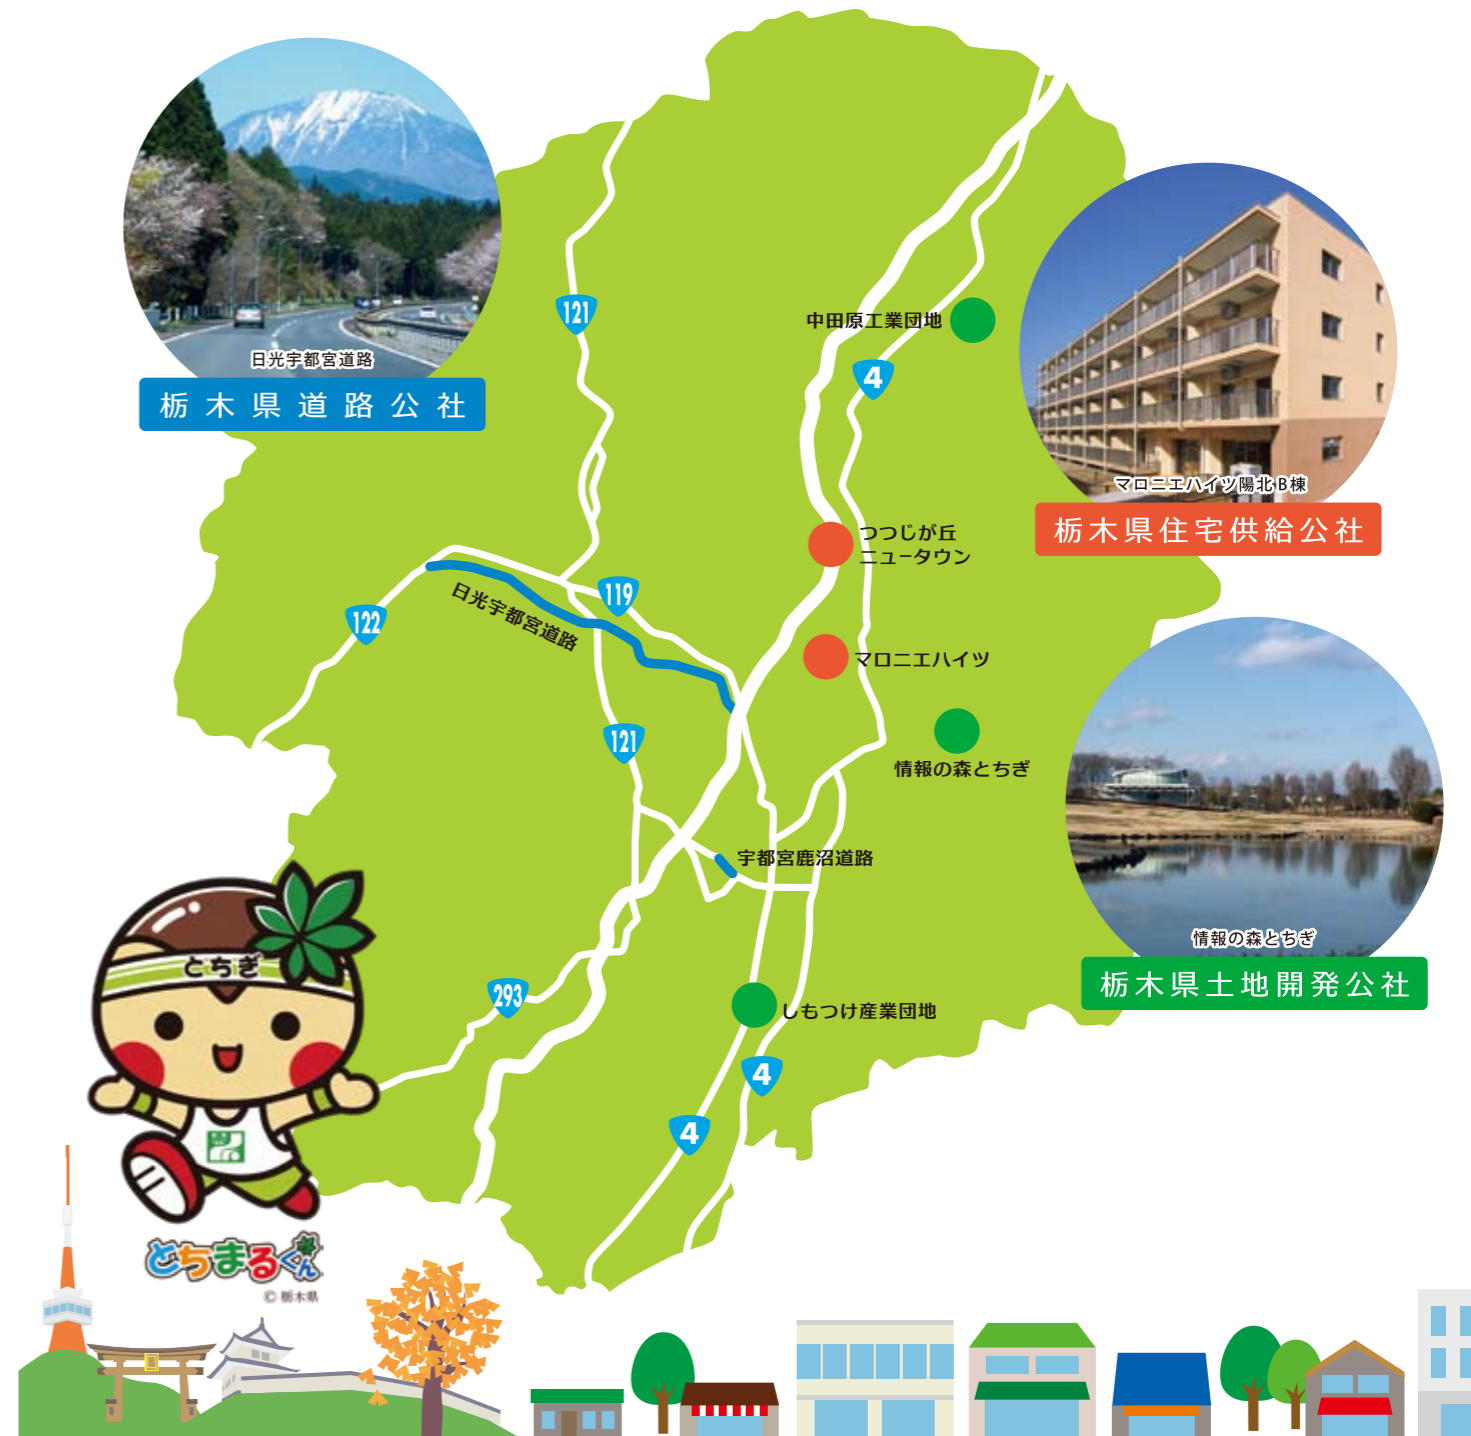 日光宇都宮道路
栃木県道路公社
121
中田原工業団地
4
マロニエハイツ陽北B棟
栃木県住宅供給公社
つつじが丘
ニュータウン
119
122
日光宇都宮道路
マロニエハイツ
121
情報の森とちぎ
宇都宮鹿沼道路
情報の森とちぎ
栃木県土地開発公社
とちぎ
293
しもつけ産業団地
4
4
とちまるくん
© 栃木県